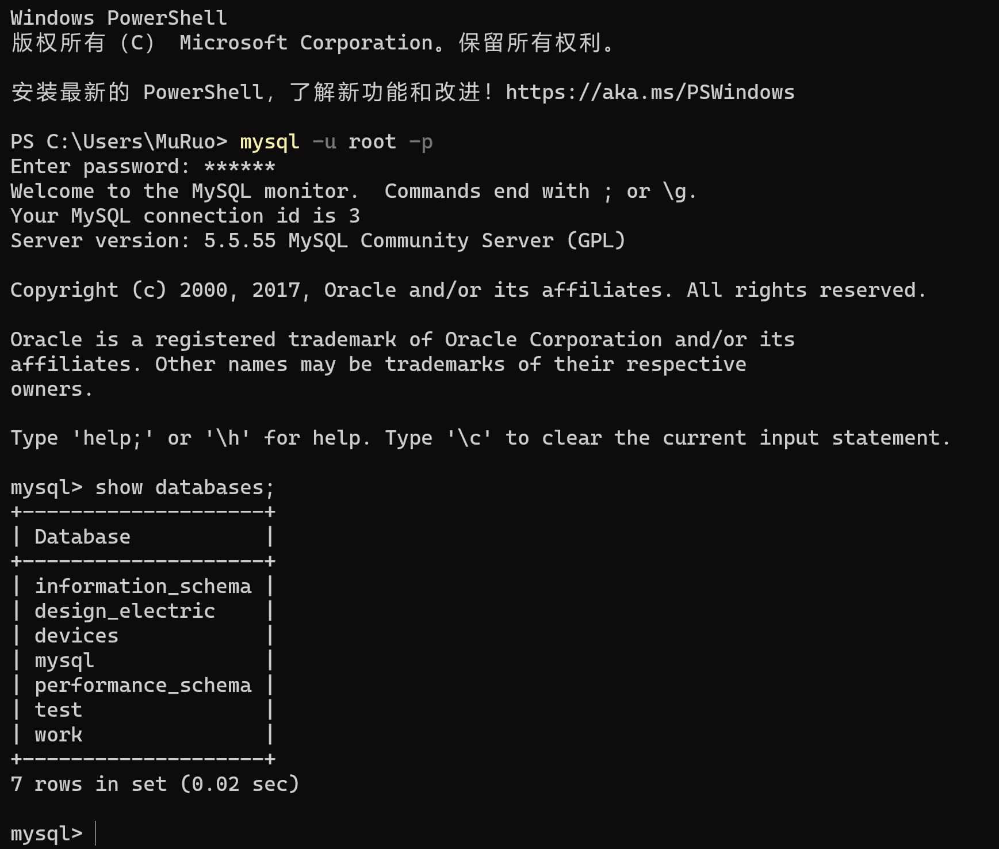 Windows PowerShell
版权所有（C） Microsoft Corporation。保留所有权利。
安装最新的 PowerShell，了解新功能和改进！https://aka.ms/PSWindows
PS C:\Users\MuRuo> mysql -u root -p
Enter password: ******
Welcome to the MySQL monitor.  Commands end with ; or \g.
Your MySQL connection id is 3
Server version: 5.5.55 MySQL Community Server (GPL)
Copyright (c) 2000, 2017, Oracle and/or its affiliates. All rights reserved.
Oracle is a registered trademark of Oracle Corporation and/or its
affiliates. Other names may be trademarks of their respective
owners.
Type 'help;' or '\h' for help. Type '\c' to clear the current input statement.
mysql> show databases;
+--------------------+
| Database           |
+--------------------+
| information_schema |
| design_electric    |
| devices            |
| mysql              |
| performance_schema |
| test               |
| work               |
+--------------------+
7 rows in set (0.02 sec)
mysql>